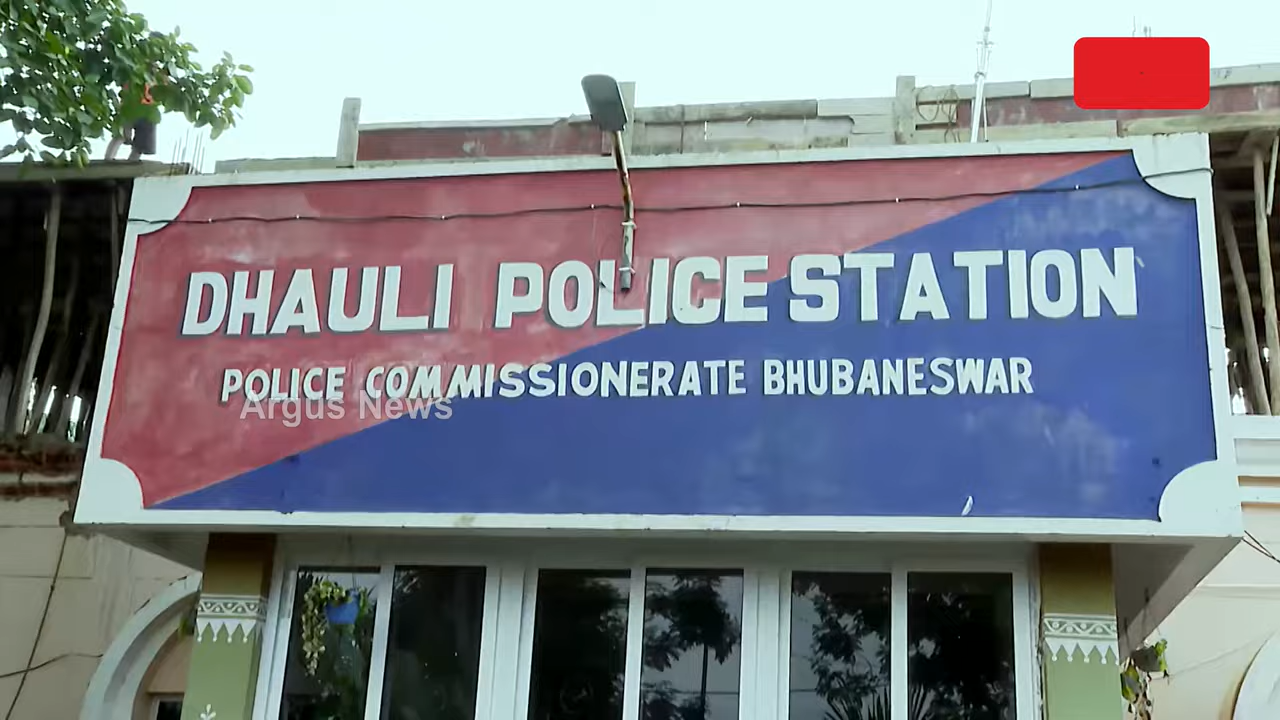 DHAULI POLICE STATION
POLICE COMMISSIONERATE BHUBANESWAR
Argus News